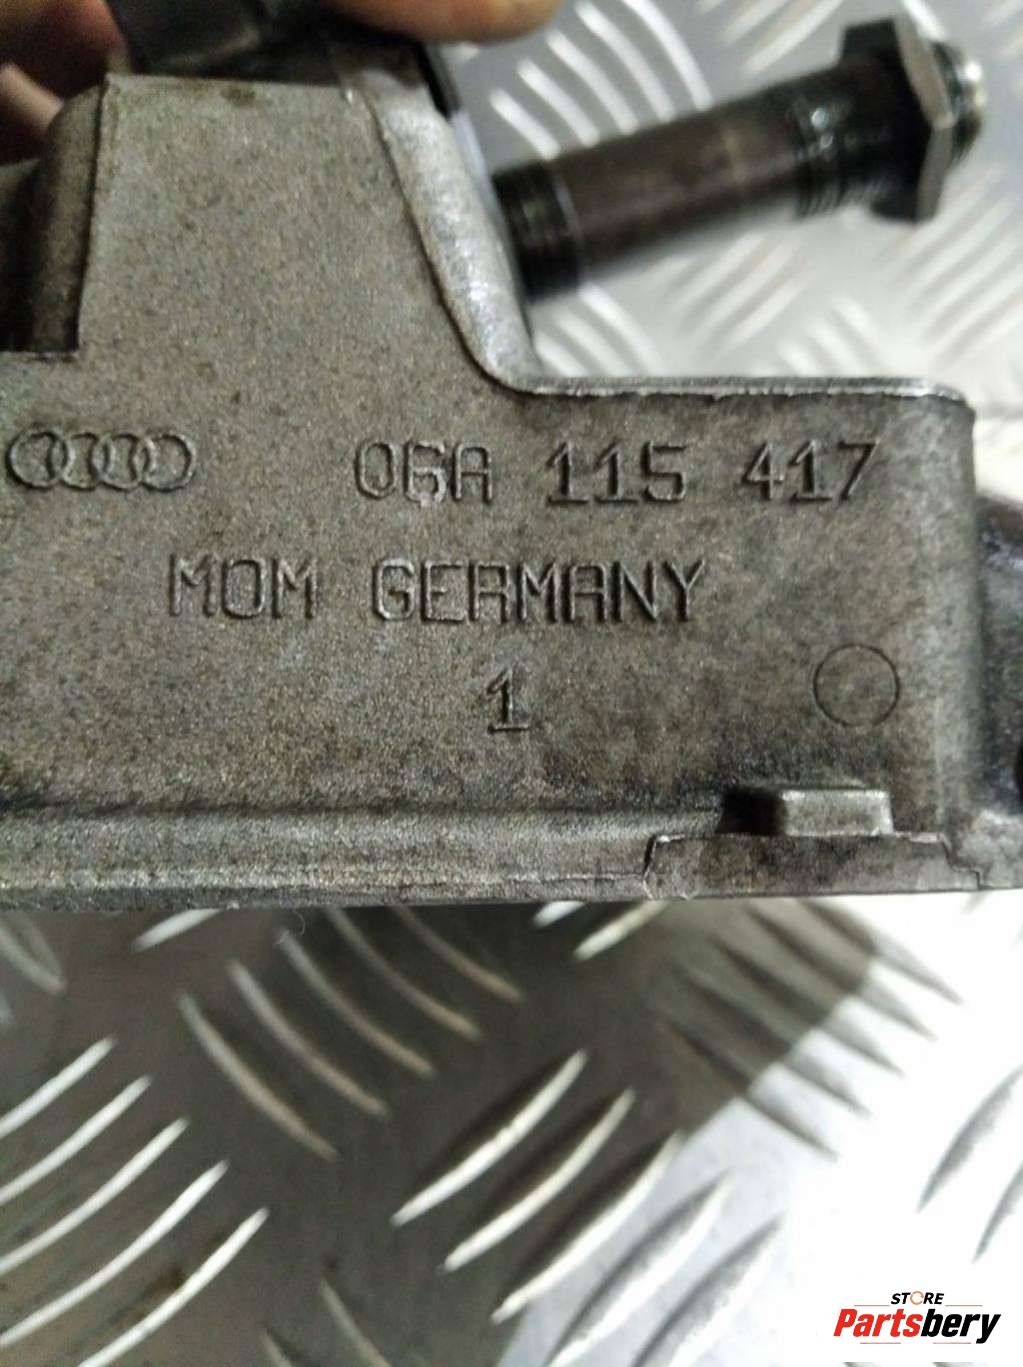 06A 115 417
MOM GERMANY
1
STORE
Partsbery